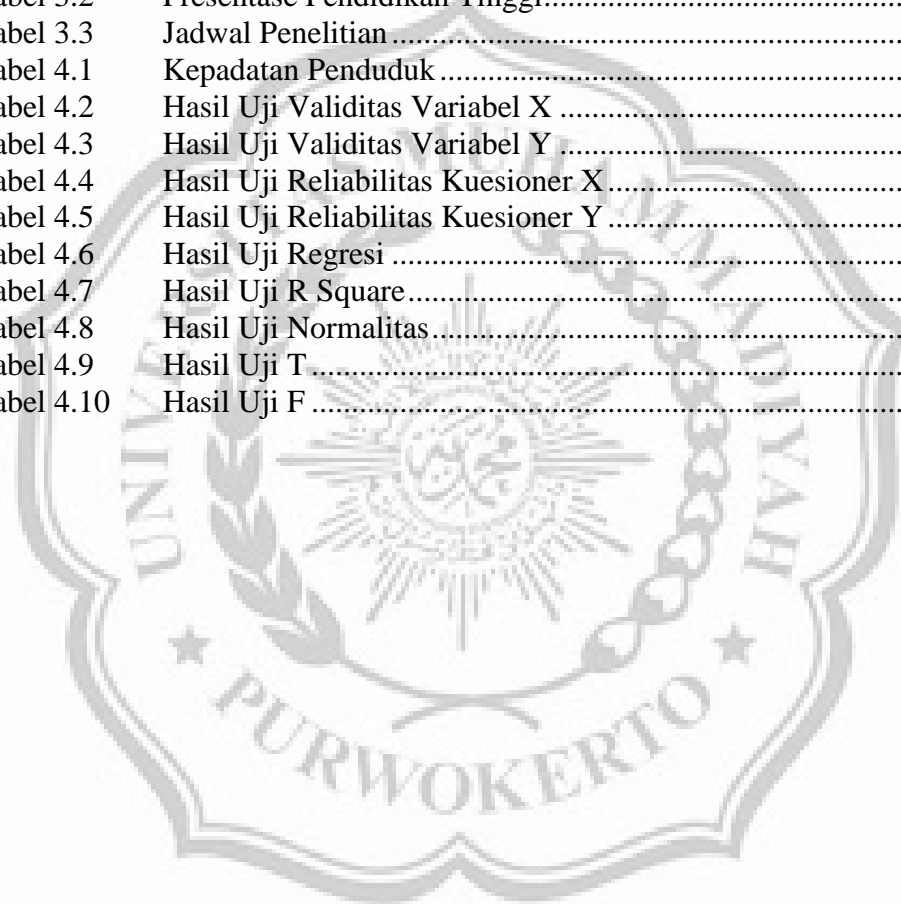 abel 3.2 Presentase Pendidikan Tinggi........................................................
abel 3.3 Jadwal Penelitian ..............................................................................
abel 4.1 Kepadatan Penduduk .......................................................................
abel 4.2 Hasil Uji Validitas Variabel X ........................................................
abel 4.3 Hasil Uji Validitas Variabel Y ........................................................
abel 4.4 Hasil Uji Reliabilitas Kuesioner X ................................................
abel 4.5 Hasil Uji Reliabilitas Kuesioner Y ................................................
abel 4.6 Hasil Uji Regresi ..............................................................................
abel 4.7 Hasil Uji R Square ............................................................................
abel 4.8 Hasil Uji Normalitas .........................................................................
abel 4.9 Hasil Uji T .........................................................................................
abel 4.10 Hasil Uji F .........................................................................................
UNIVERSITAS MUHAMMADIYAH
PURWOKERTO